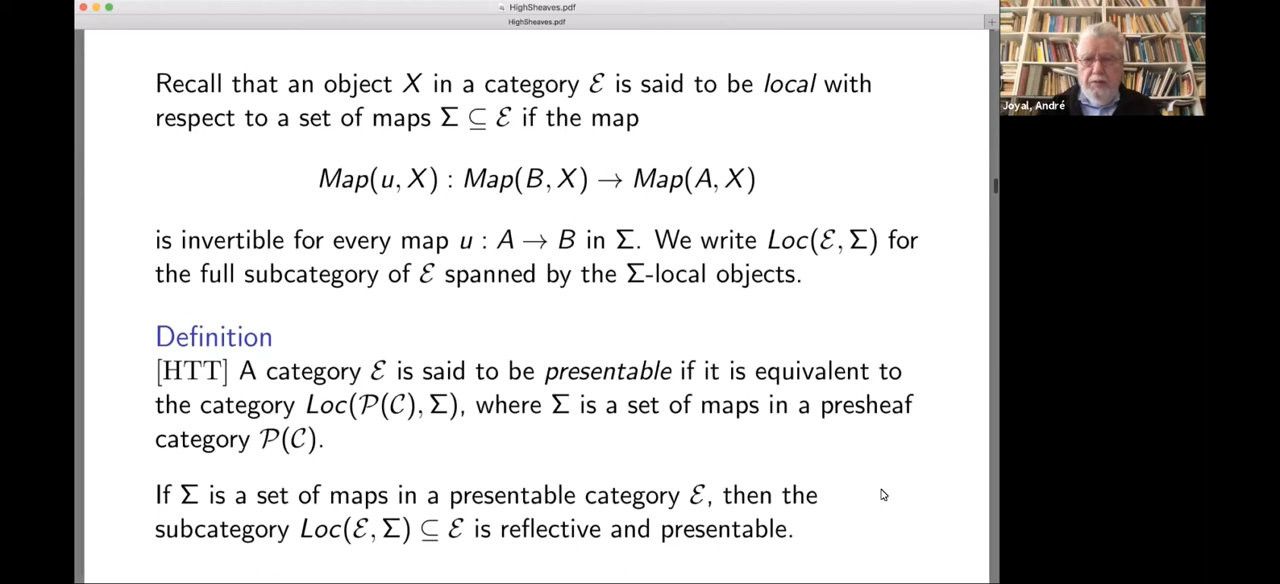 HighSheaves.pdf
HighSheaves.pdf
Recall that an object X in a category ℰ is said to be local with
respect to a set of maps Σ ⊆ ℰ if the map
Map(u, X) : Map(B, X) → Map(A, X)
is invertible for every map u : A → B in Σ. We write Loc(ℰ, Σ) for
the full subcategory of ℰ spanned by the Σ-local objects.
Definition
[HTT] A category ℰ is said to be presentable if it is equivalent to
the category Loc(𝒫(𝒞), Σ), where Σ is a set of maps in a presheaf
category 𝒫(𝒞).
If Σ is a set of maps in a presentable category ℰ, then the
subcategory Loc(ℰ, Σ) ⊆ ℰ is reflective and presentable.
Joyal, André